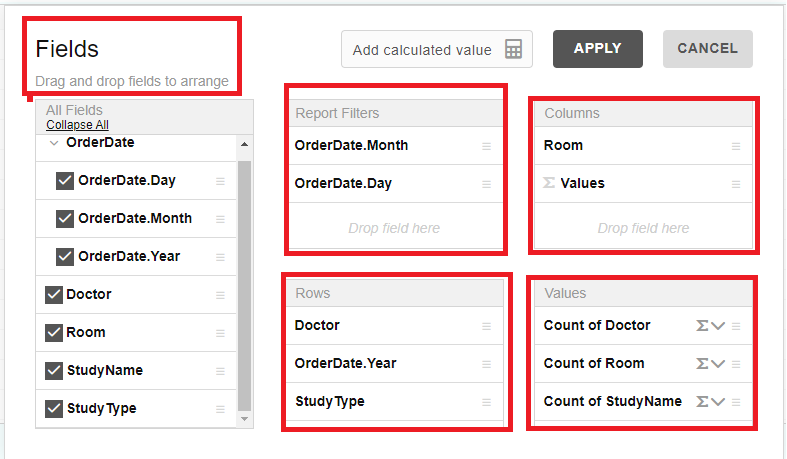 Fields
Drag and drop fields to arrange
Add calculated value
APPLY
CANCEL
All Fields
Collapse All
OrderDate
OrderDate.Day
OrderDate.Month
OrderDate.Year
Doctor
Room
StudyName
StudyType
Report Filters
OrderDate.Month
OrderDate.Day
Drop field here
Columns
Room
Σ Values
Drop field here
Rows
Doctor
OrderDate.Year
StudyType
Values
Count of Doctor Σ
Count of Room Σ
Count of StudyName Σ